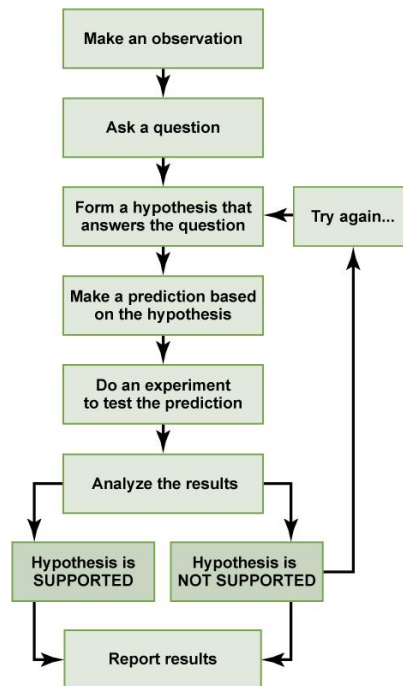 Make an observation
Ask a question
Form a hypothesis that
answers the question
Try again...
Make a prediction based
on the hypothesis
Do an experiment
to test the prediction
Analyze the results
Hypothesis is
SUPPORTED
Hypothesis is
NOT SUPPORTED
Report results